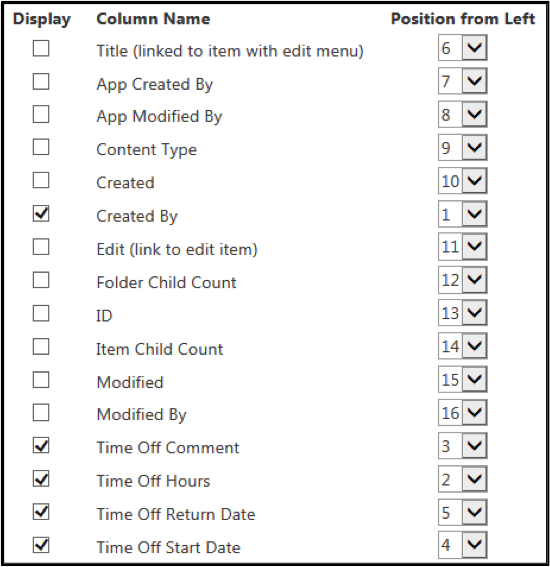 Display Column Name Position from Left
Title (linked to item with edit menu) 6
App Created By 7
App Modified By 8
Content Type 9
Created 10
Created By 1
Edit (link to edit item) 11
Folder Child Count 12
ID 13
Item Child Count 14
Modified 15
Modified By 16
Time Off Comment 3
Time Off Hours 2
Time Off Return Date 5
Time Off Start Date 4